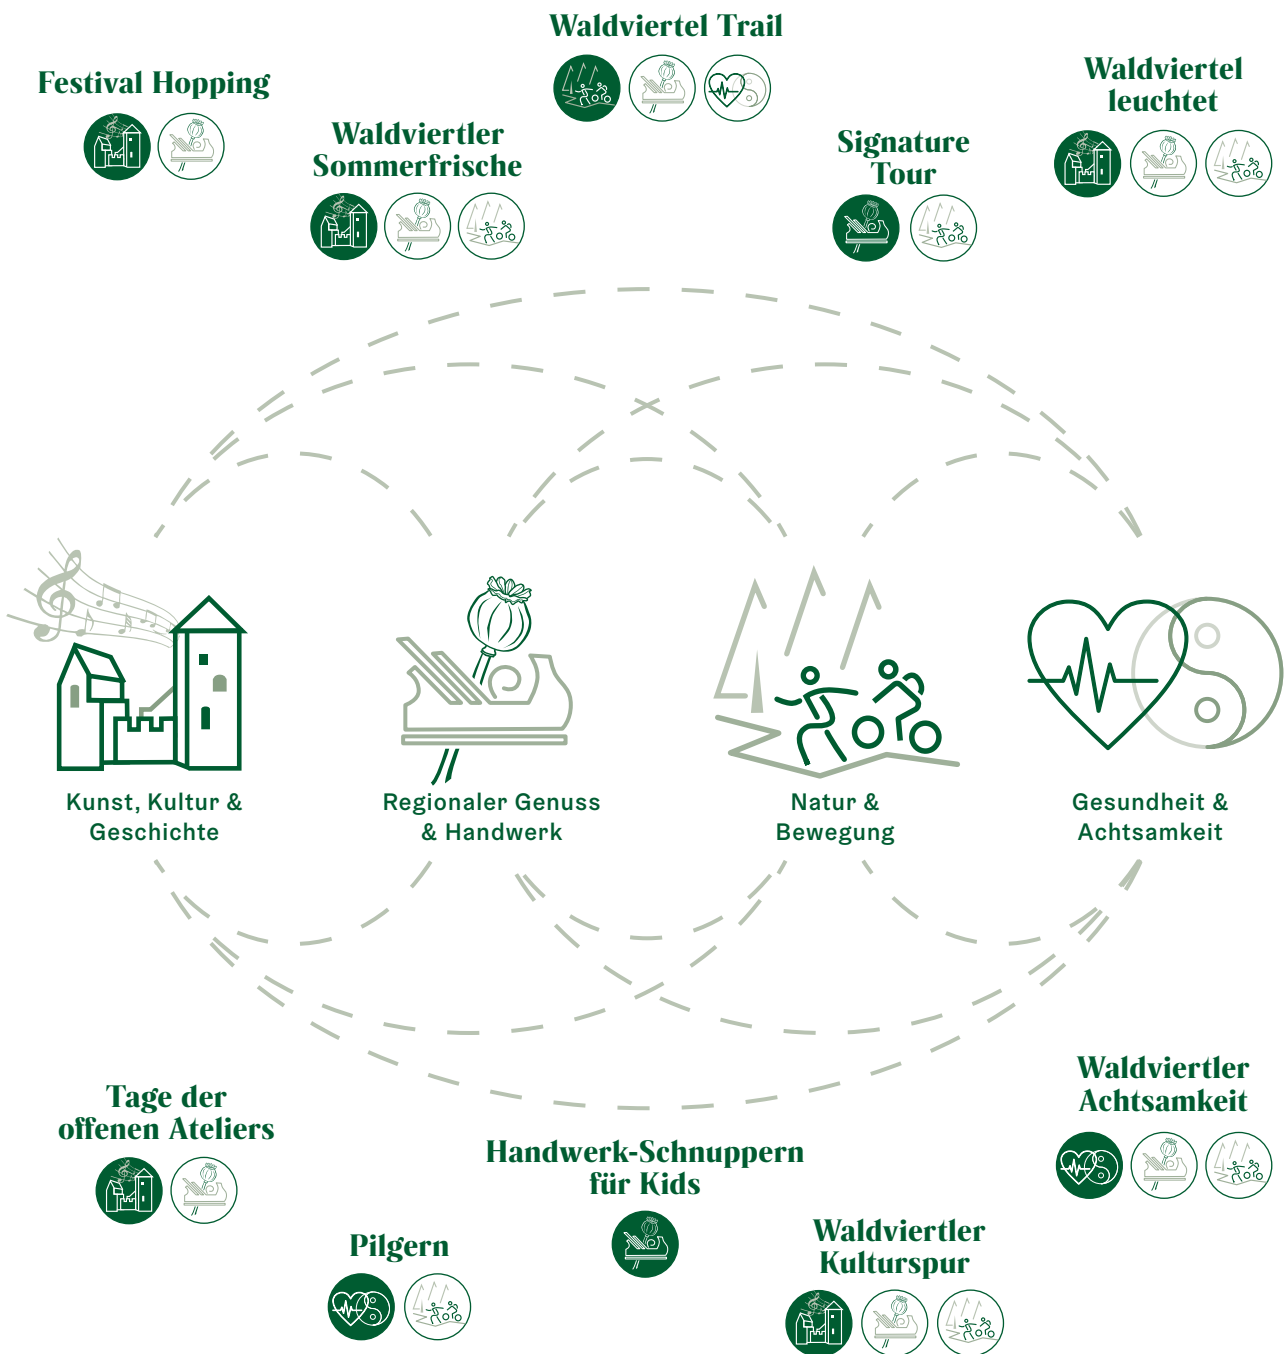 Waldviertel Trail
Festival Hopping
Waldviertel
leuchtet
Waldviertler
Sommerfrische
Signature
Tour
Kunst, Kultur &
Geschichte
Regionaler Genuss
& Handwerk
Natur &
Bewegung
Gesundheit &
Achtsamkeit
Waldviertler
Achtsamkeit
Tage der
offenen Ateliers
Handwerk-Schnuppern
für Kids
Pilgern
Waldviertler
Kulturspur